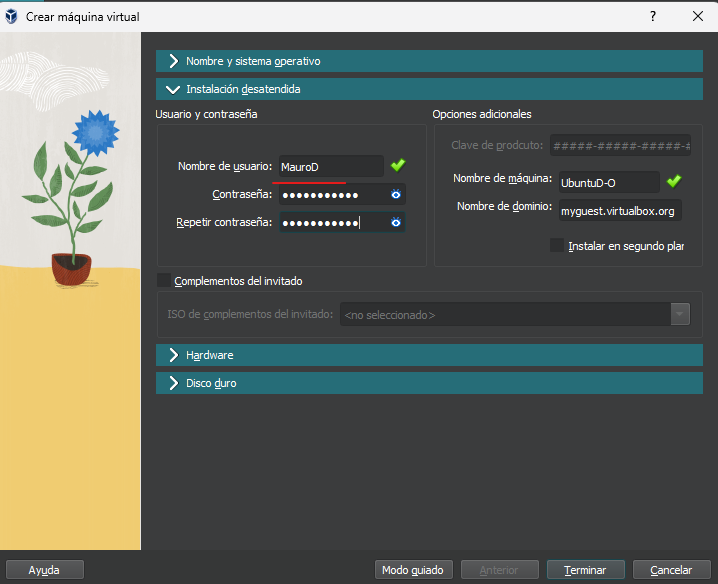 Crear máquina virtual
?
Nombre y sistema operativo
Instalación desatendida
Usuario y contraseña
Opciones adicionales
Clave de prodcuto: #####-#####-#####-#
Nombre de usuario: MauroD
Nombre de máquina: UbuntuD-O
Contraseña: ●●●●●●●●●●●
Nombre de dominio: myguest.virtualbox.org
Repetir contraseña: ●●●●●●●●●●●
Instalar en segundo plar
Complementos del invitado
ISO de complementos del invitado: <no seleccionado>
Hardware
Disco duro
Ayuda
Modo guiado
Anterior
Terminar
Cancelar